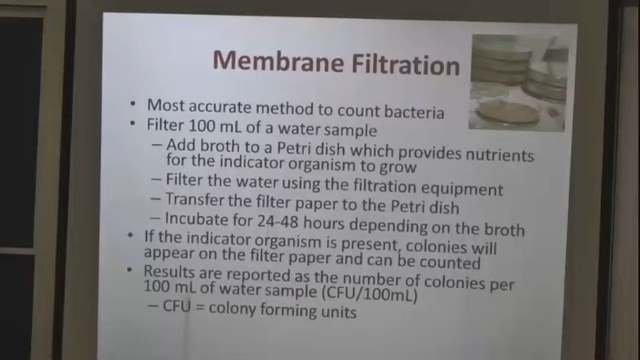 Membrane Filtration
• Most accurate method to count bacteria
• Filter 100 mL of a water sample
– Add broth to a Petri dish which provides nutrients
for the indicator organism to grow
– Filter the water using the filtration equipment
– Transfer the filter paper to the Petri dish
– Incubate for 24-48 hours depending on the broth
• If the indicator organism is present, colonies will
appear on the filter paper and can be counted
• Results are reported as the number of colonies per
100 mL of water sample (CFU/100mL)
– CFU = colony forming units